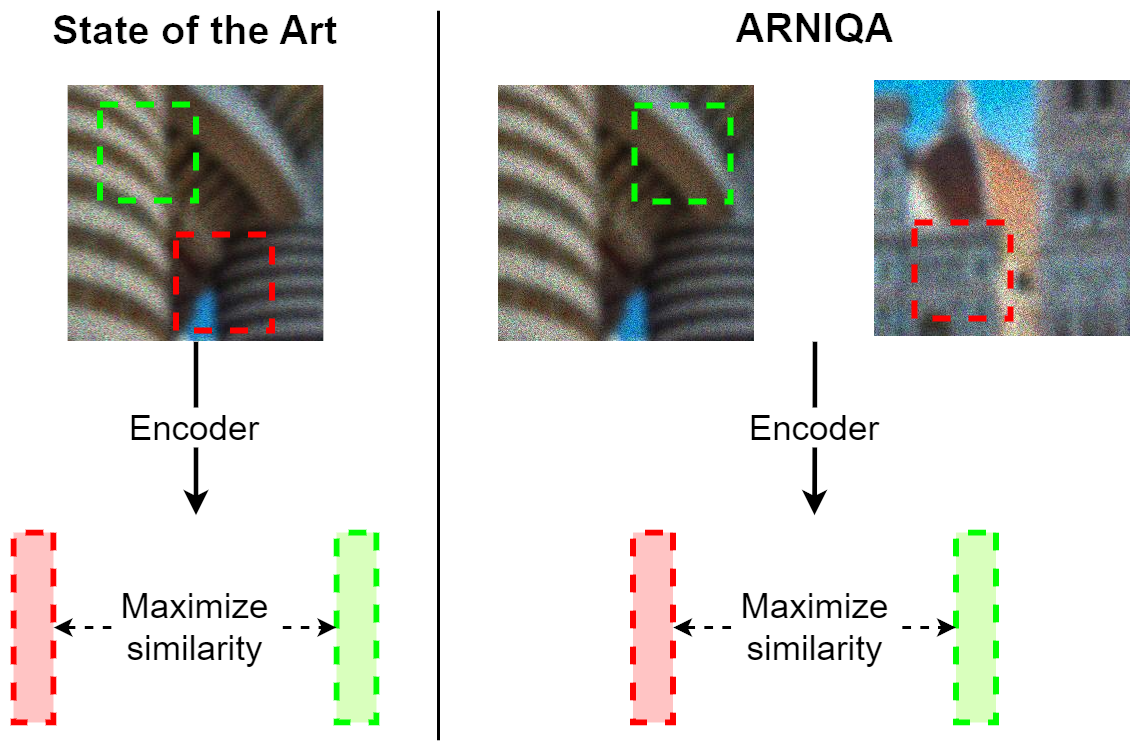 State of the Art
ARNIQA
Encoder
Encoder
Maximize
similarity
Maximize
similarity